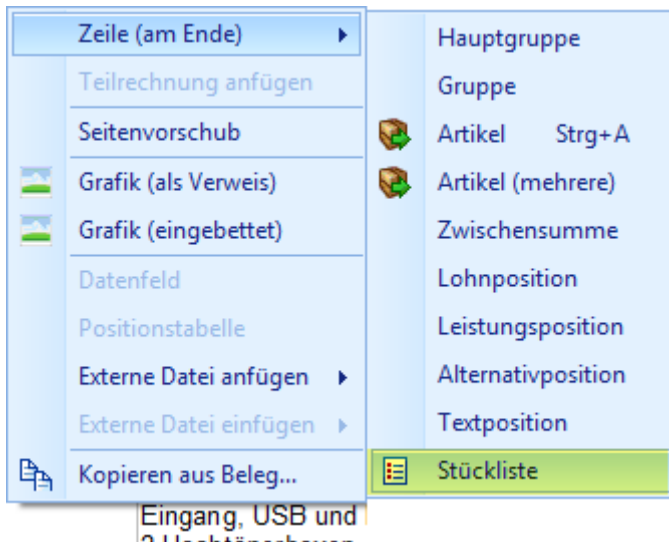 Zeile (am Ende)
Teilrechnung anfügen
Seitenvorschub
Grafik (als Verweis)
Grafik (eingebettet)
Datenfeld
Positionstabelle
Externe Datei anfügen
Externe Datei einfügen
Kopieren aus Beleg...
Hauptgruppe
Gruppe
Artikel Strg+A
Artikel (mehrere)
Zwischensumme
Lohnposition
Leistungsposition
Alternativposition
Textposition
Stückliste
Eingang, USB und